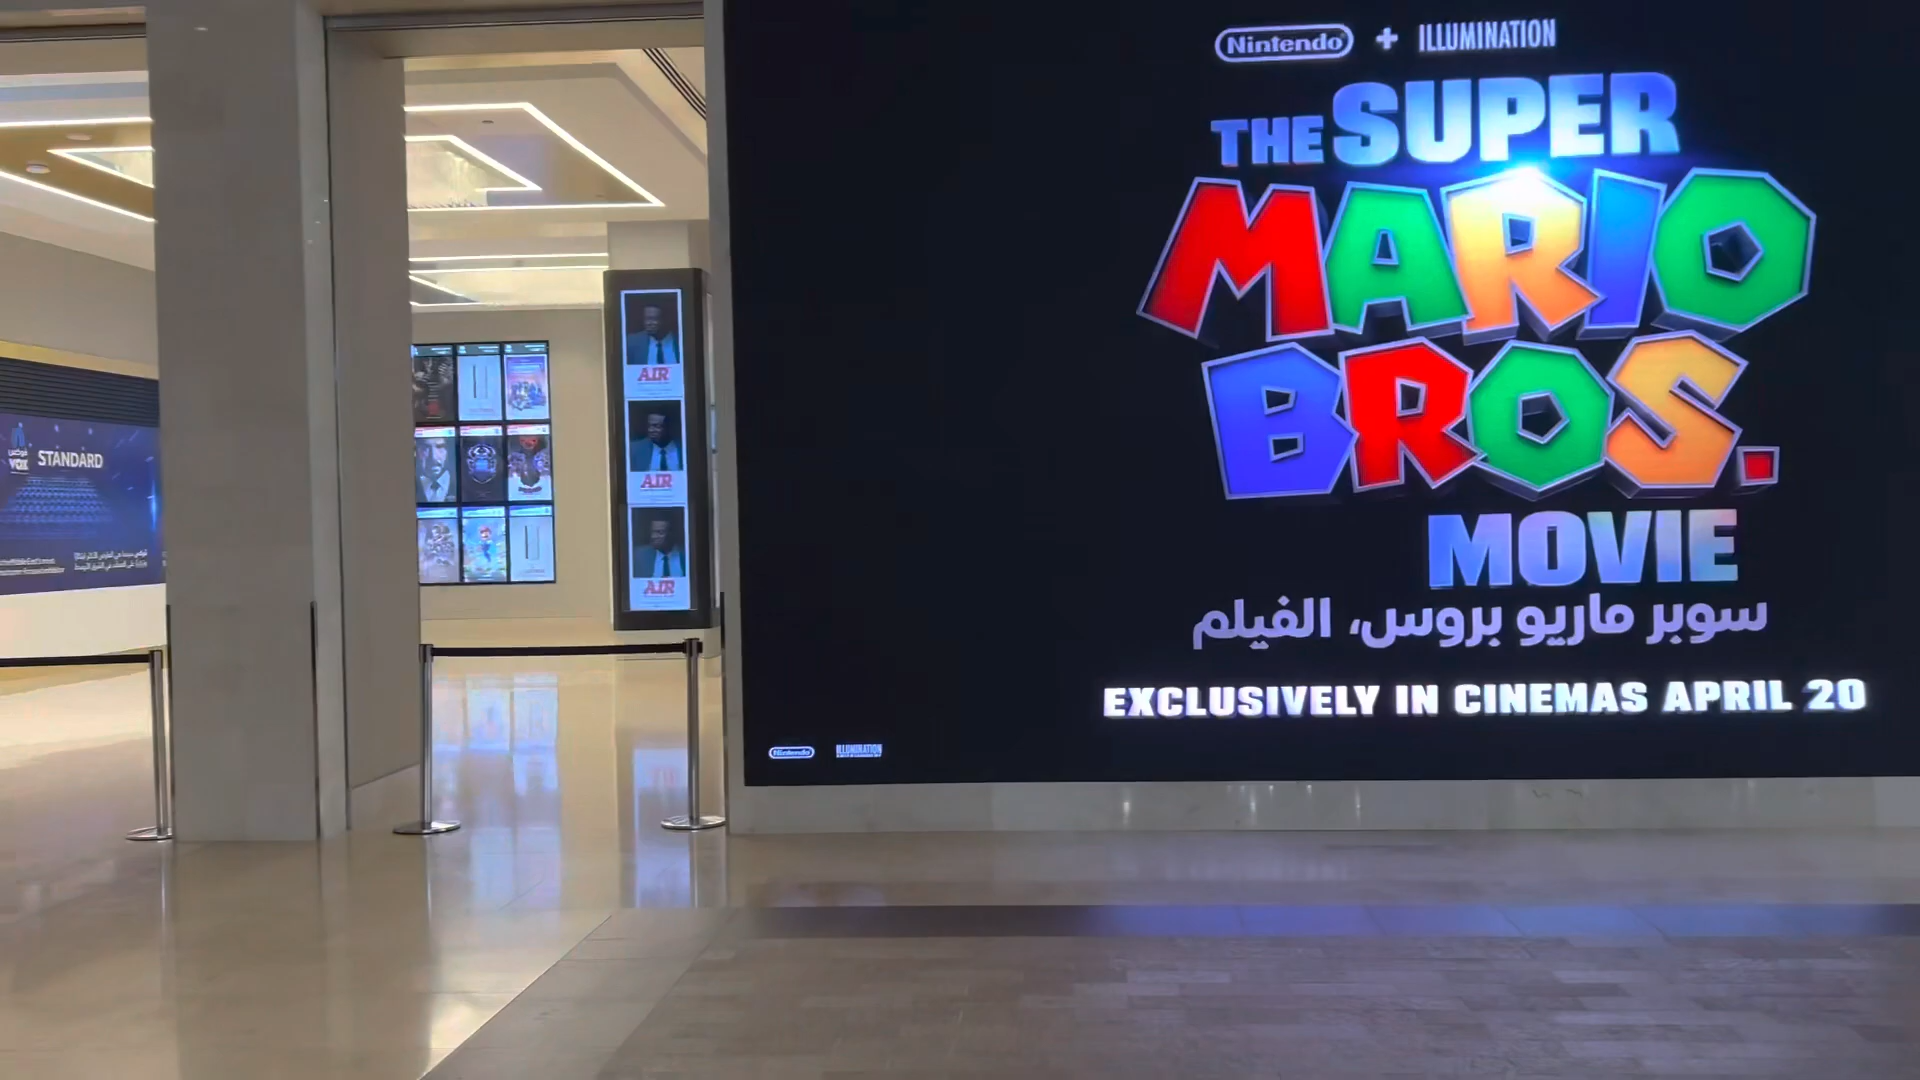 Nintendo + ILLUMINATION
THE SUPER
MARIO
BROS.
MOVIE
سوبر ماريو بروس، الفيلم
EXCLUSIVELY IN CINEMAS APRIL 20
Nintendo ILLUMINATION
ڤوكس
VOX STANDARD
AIR
AIR
AIR